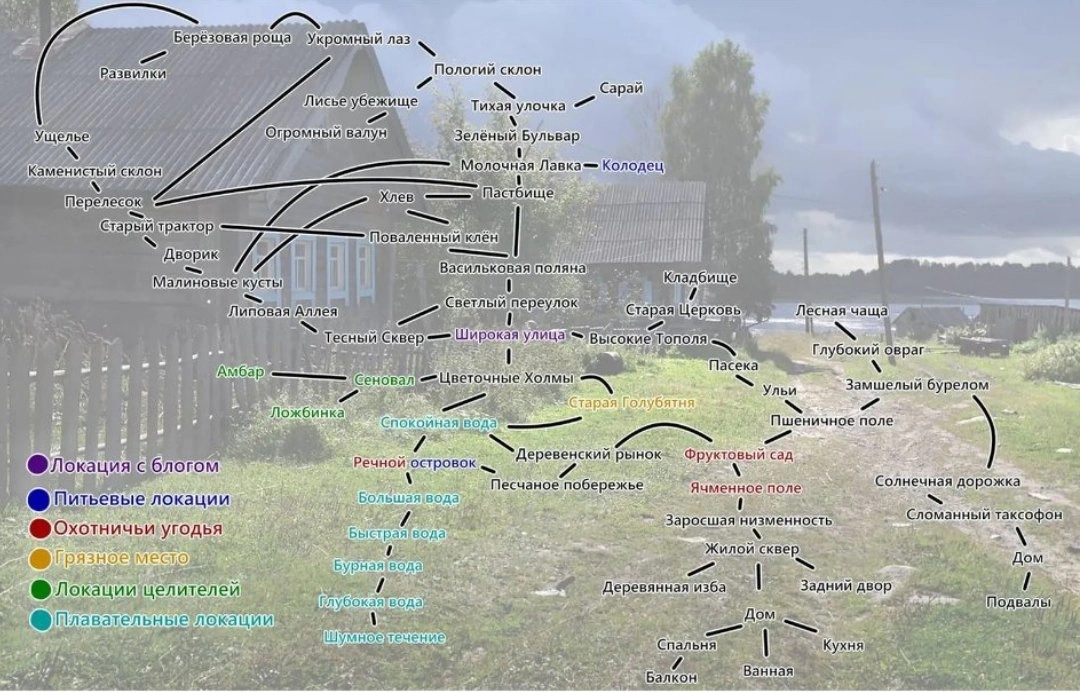 Берёзовая роща
Укромный лаз
Развилки
Пологий склон
Лисье убежище
Тихая улочка
Сарай
Огромный валун
Зелёный Бульвар
Ущелье
Молочная Лавка
Колодец
Каменистый склон
Перелесок
Хлев
Пастбище
Старый трактор
Поваленный клён
Дворик
Васильковая поляна
Малиновые кусты
Кладбище
Липовая Аллея
Светлый переулок
Старая Церковь
Лесная чаща
Тесный Сквер
Широкая улица
Высокие Тополя
Глубокий овраг
Амбар
Сеновал
Цветочные Холмы
Пасека
Замшелый бурелом
Ульи
Ложбинка
Старая Голубятня
Спокойная вода
Пшеничное поле
Речной островок
Деревенский рынок
Фруктовый сад
Песчаное побережье
Ячменное поле
Солнечная дорожка
Большая вода
Сломанный таксофон
Быстрая вода
Заросшая низменность
Бурная вода
Жилой сквер
Дом
Деревянная изба
Задний двор
Глубокая вода
Подвалы
Шумное течение
Дом
Спальня
Кухня
Балкон
Ванная
Локация с блогом
Питьевые локации
Охотничьи угодья
Грязное место
Локации целителей
Плавательные локации